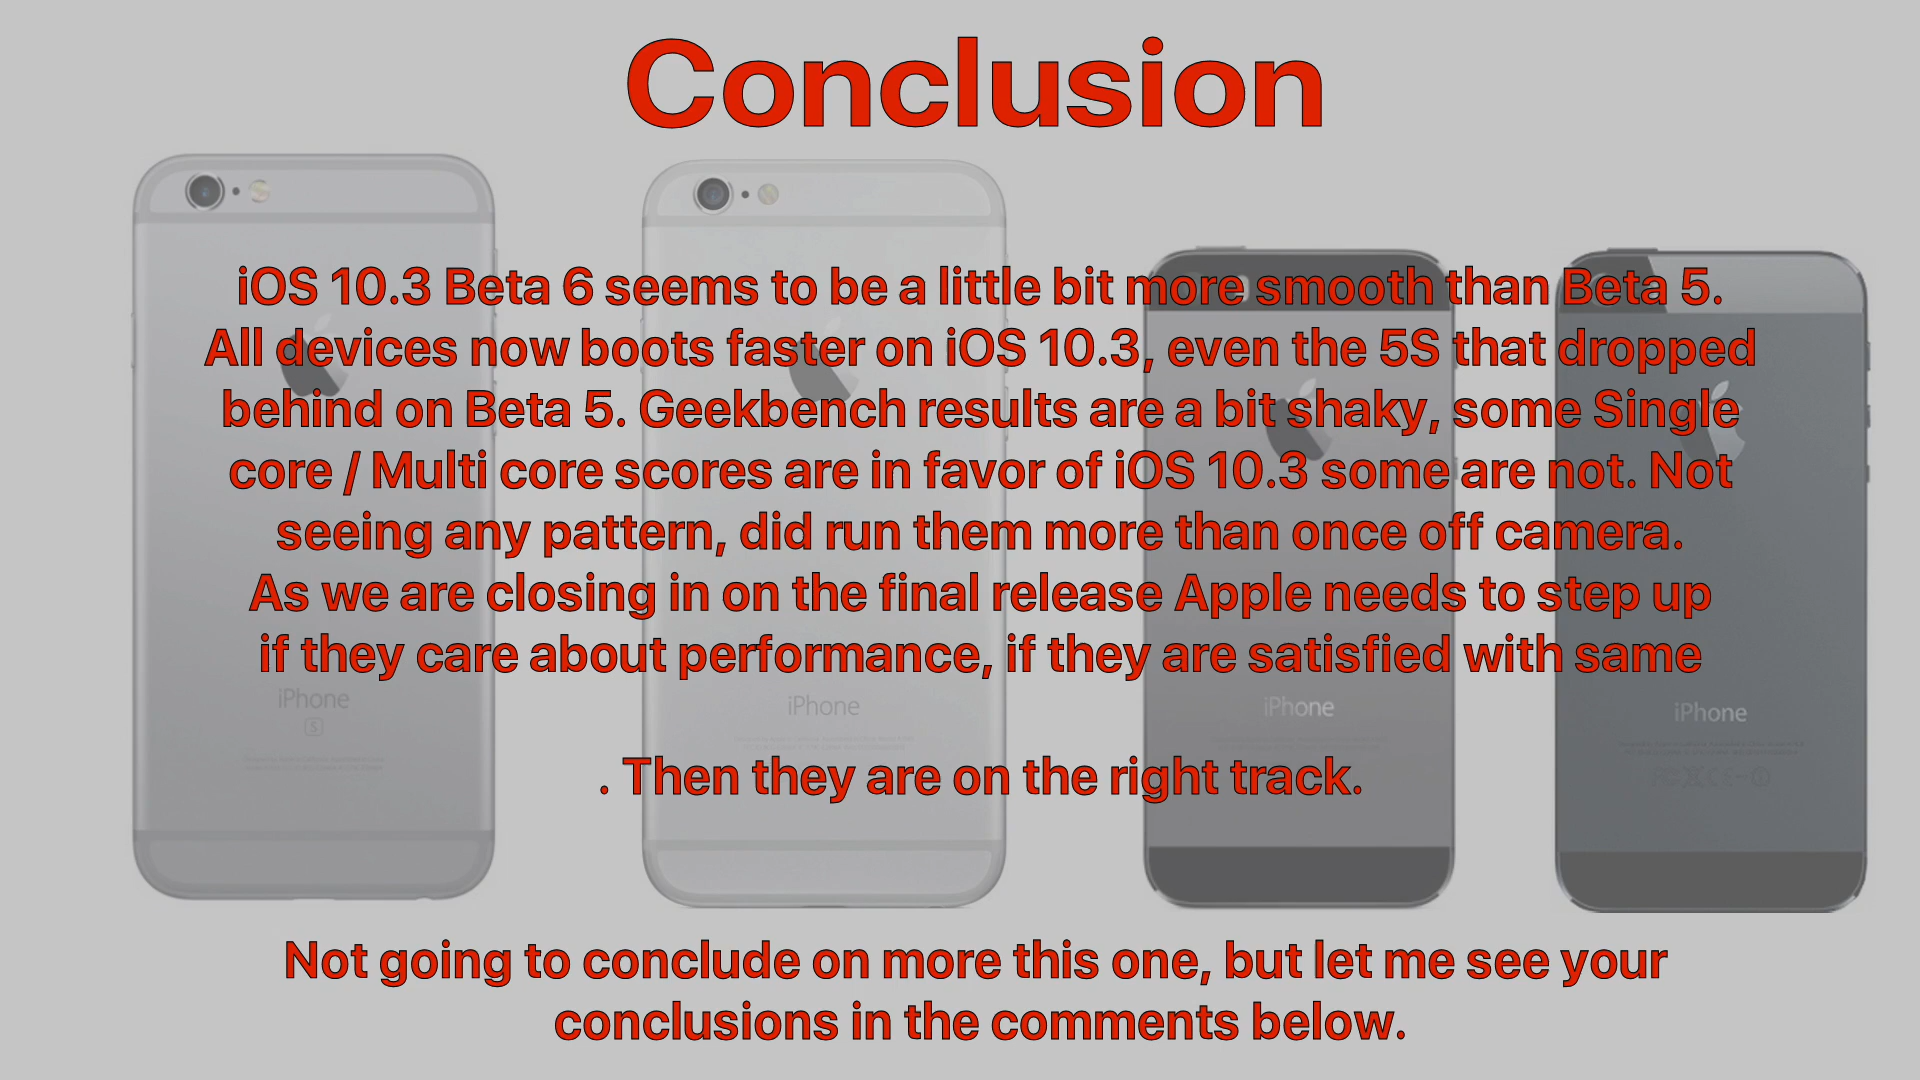 Conclusion
iOS 10.3 Beta 6 seems to be a little bit more smooth than Beta 5.
All devices now boots faster on iOS 10.3, even the 5S that dropped
behind on Beta 5. Geekbench results are a bit shaky, some Single
core / Multi core scores are in favor of iOS 10.3 some are not. Not
seeing any pattern, did run them more than once off camera.
As we are closing in on the final release Apple needs to step up
if they care about performance, if they are satisfied with same
iPhone
S
iPhone
iPhone
iPhone
. Then they are on the right track.
Not going to conclude on more this one, but let me see your
conclusions in the comments below.